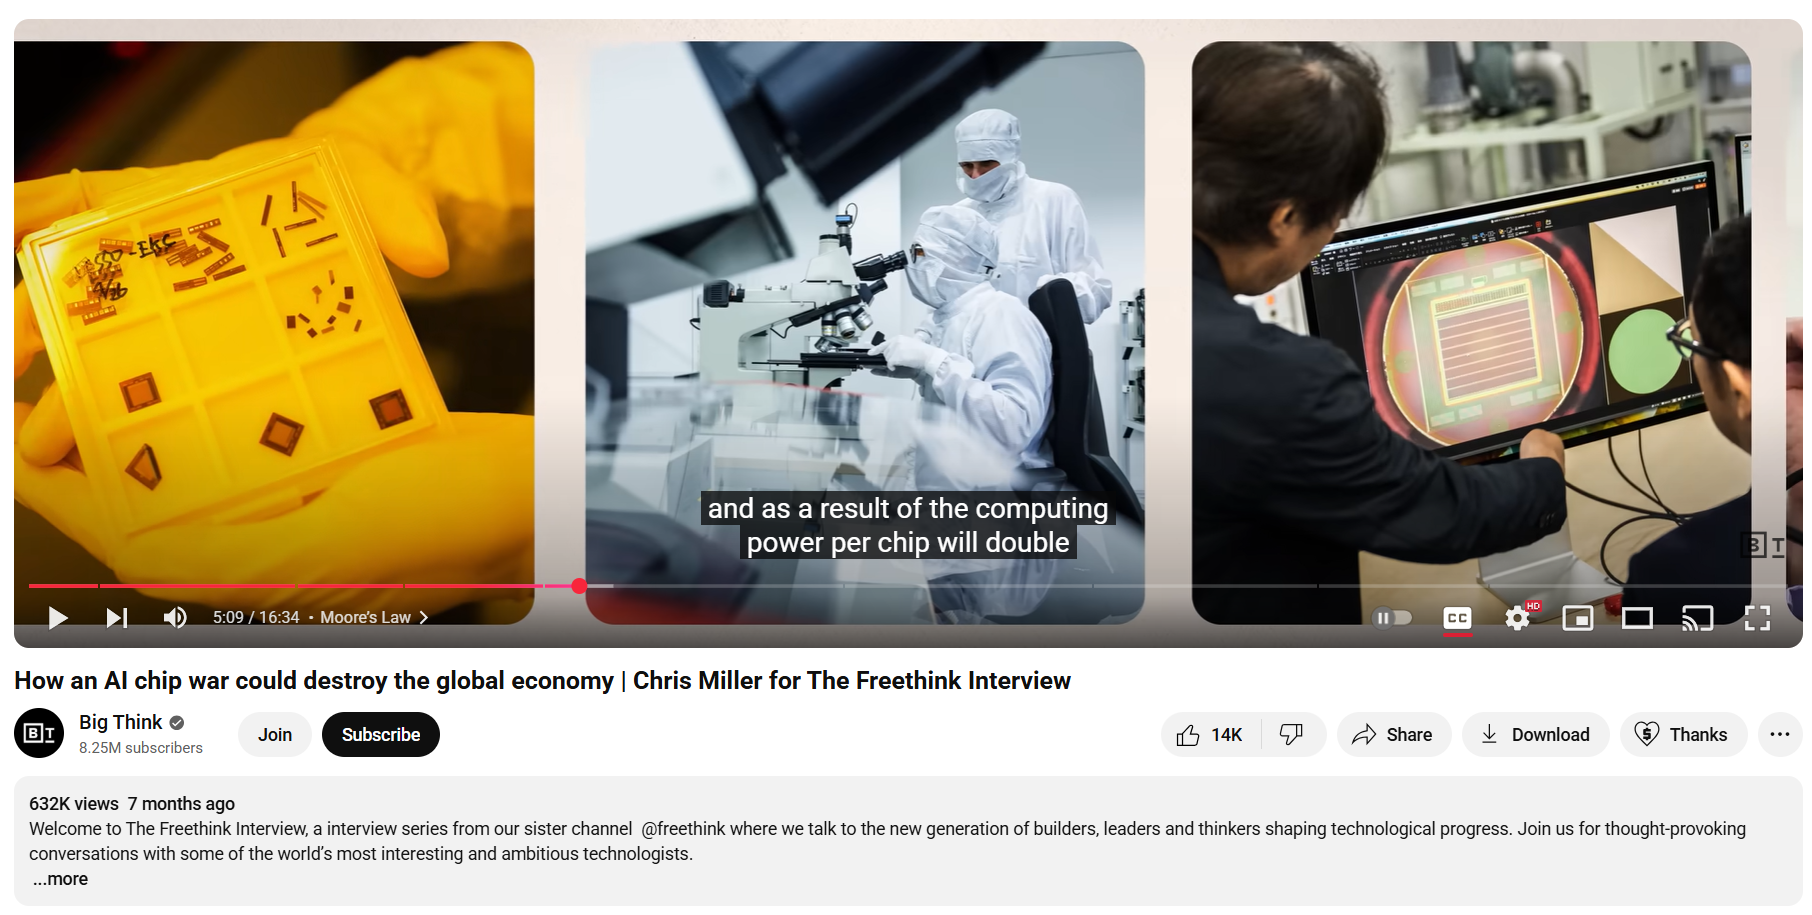 and as a result of the computing
power per chip will double
BT
5:09 / 16:34 • Moore's Law
CC
HD
How an AI chip war could destroy the global economy | Chris Miller for The Freethink Interview
BT
Big Think
8.25M subscribers
Join
Subscribe
14K
Share
Download
Thanks
632K views 7 months ago
Welcome to The Freethink Interview, a interview series from our sister channel @freethink where we talk to the new generation of builders, leaders and thinkers shaping technological progress. Join us for thought-provoking
conversations with some of the world's most interesting and ambitious technologists.
...more